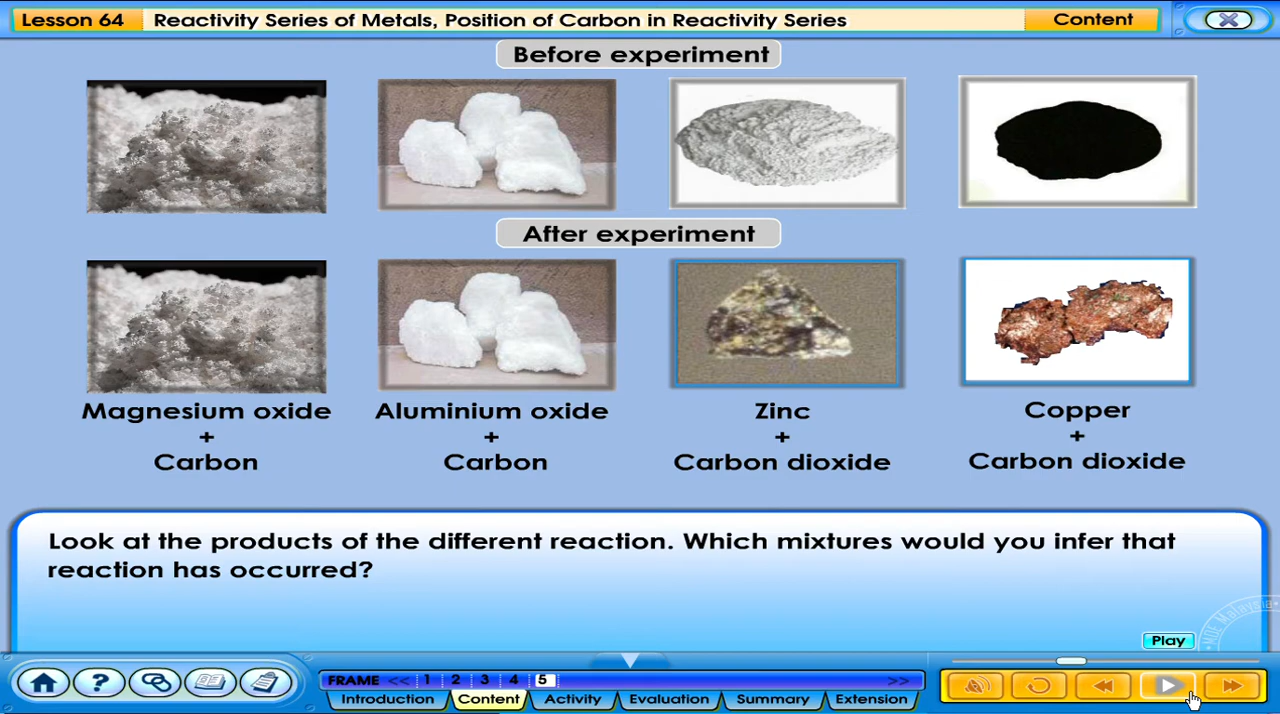 Lesson 64
Reactivity Series of Metals, Position of Carbon in Reactivity Series
Content
Before experiment
After experiment
Magnesium oxide
+
Carbon
Aluminium oxide
+
Carbon
Zinc
+
Carbon dioxide
Copper
+
Carbon dioxide
Look at the products of the different reaction. Which mixtures would you infer that
reaction has occurred?
MOE Malaysia
Play
FRAME << 1 2 3 4 5 >>
Introduction Content Activity Evaluation Summary Extension